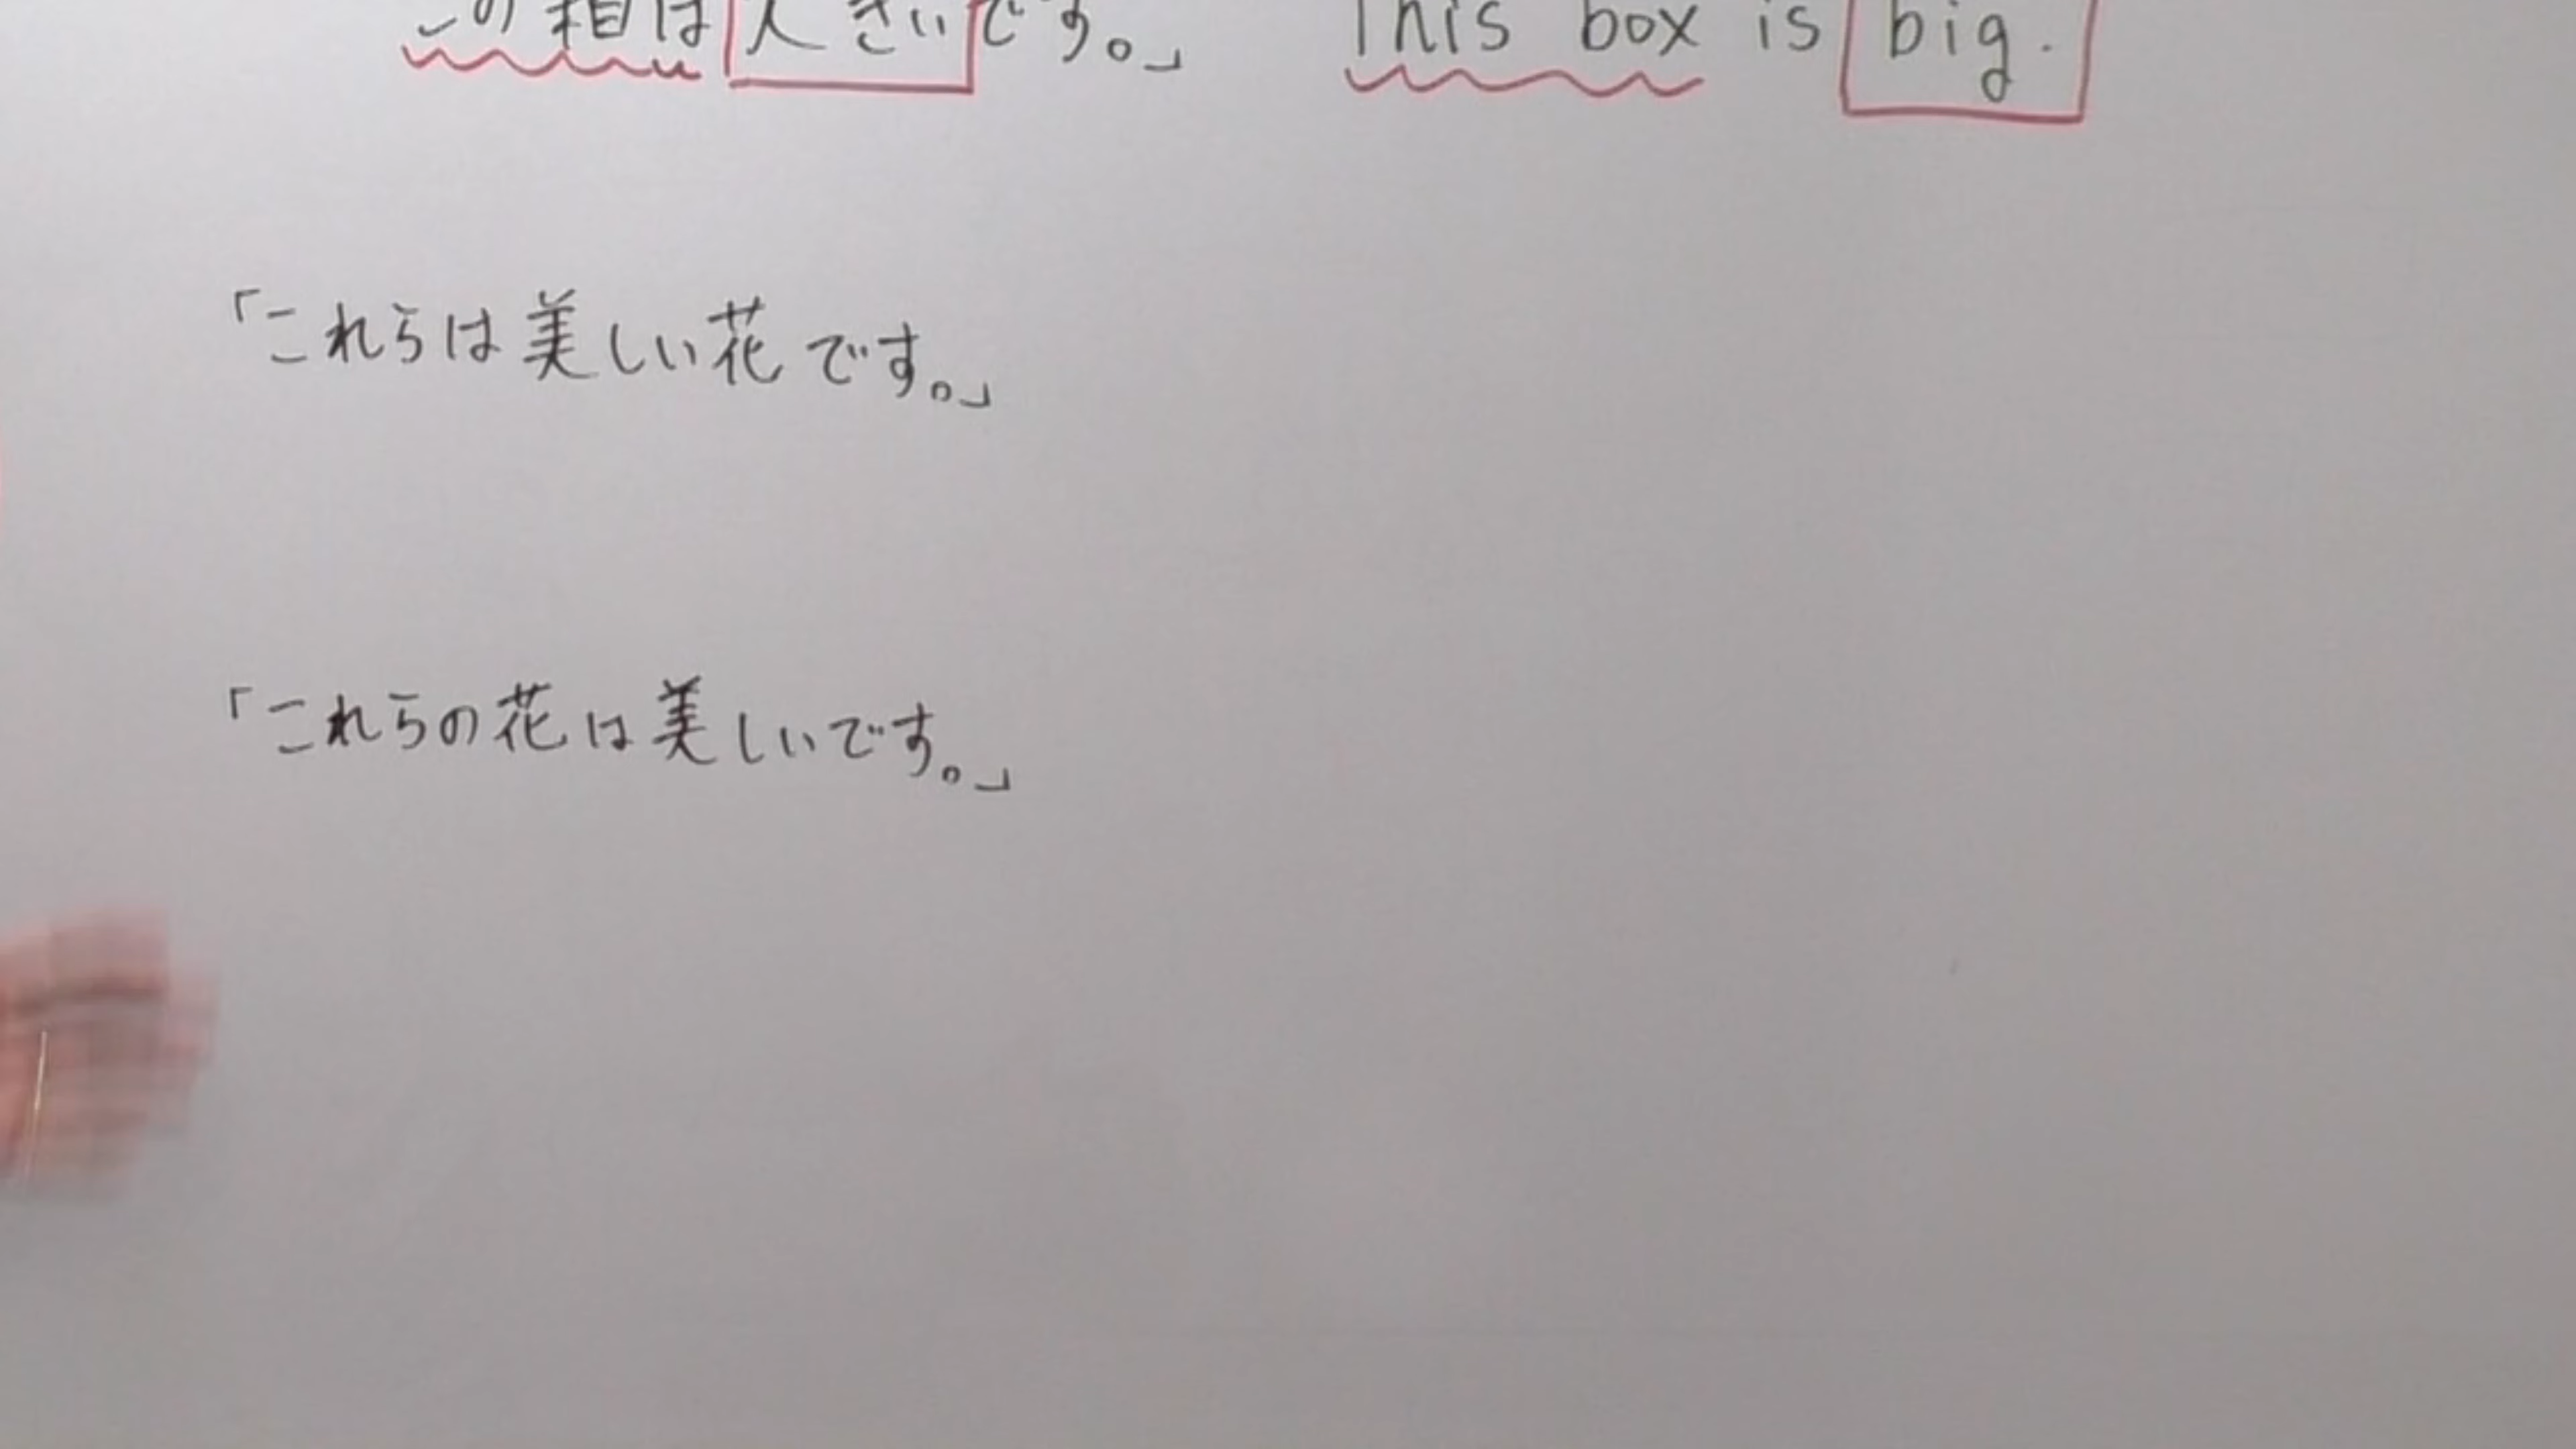 この箱は大きいです。」 This box is big.
「これらは美しい花です。」
「これらの花は美しいです。」